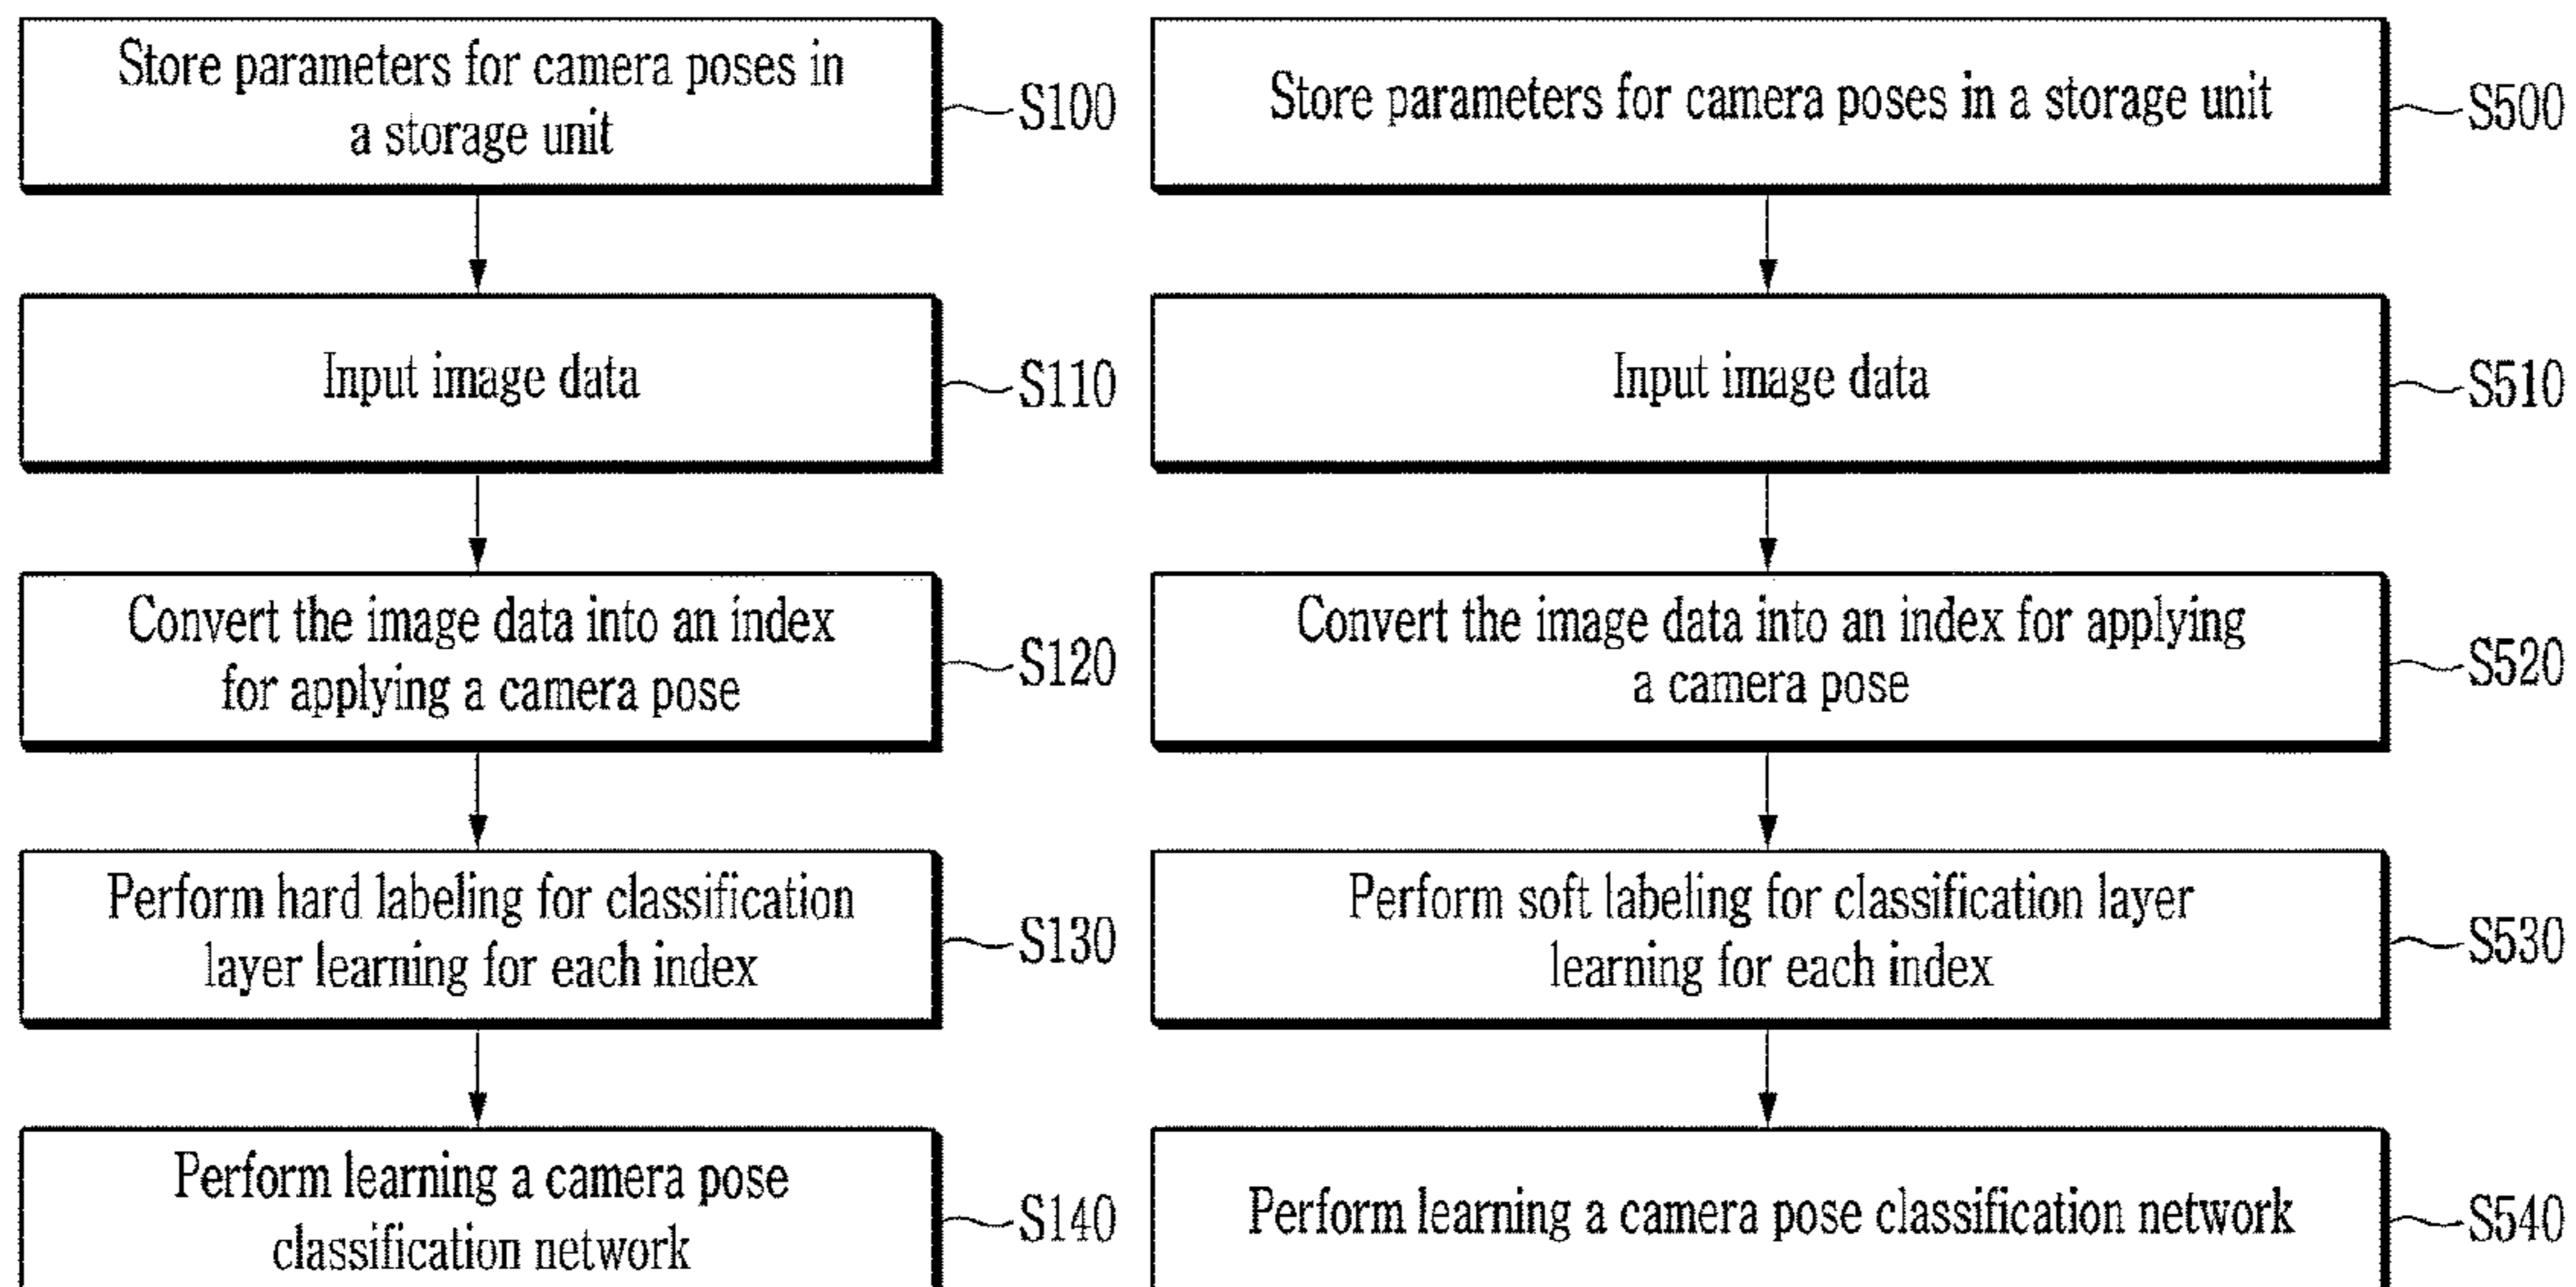 Store parameters for camera poses in
a storage unit
S100
Input image data
S110
Convert the image data into an index
for applying a camera pose
S120
Perform hard labeling for classification
layer learning for each index
S130
Perform learning a camera pose
classification network
S140
Store parameters for camera poses in a storage unit
S500
Input image data
S510
Convert the image data into an index for applying
a camera pose
S520
Perform soft labeling for classification layer
learning for each index
S530
Perform learning a camera pose classification network
S540